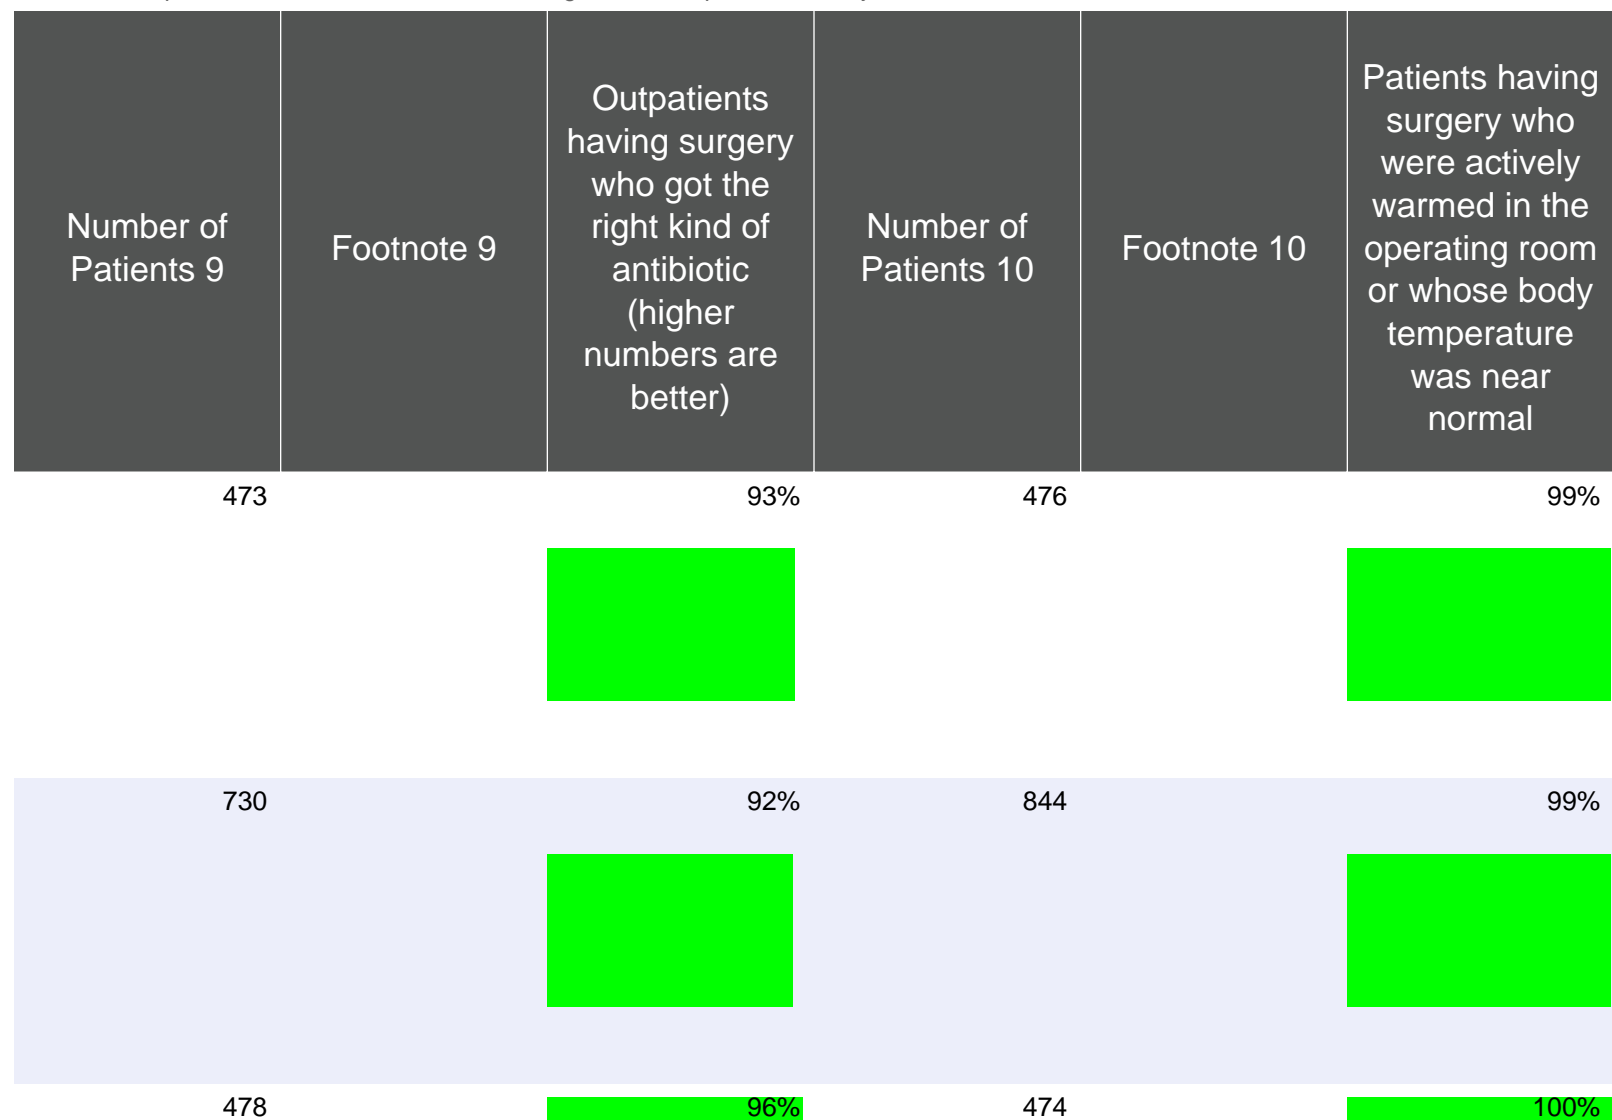 Number of
Patients 9
Footnote 9
Outpatients
having surgery
who got the
right kind of
antibiotic
(higher
numbers are
better)
Number of
Patients 10
Footnote 10
Patients having
surgery who
were actively
warmed in the
operating room
or whose body
temperature
was near
normal
473 93% 476 99%
730 92% 844 99%
478 96% 474 100%